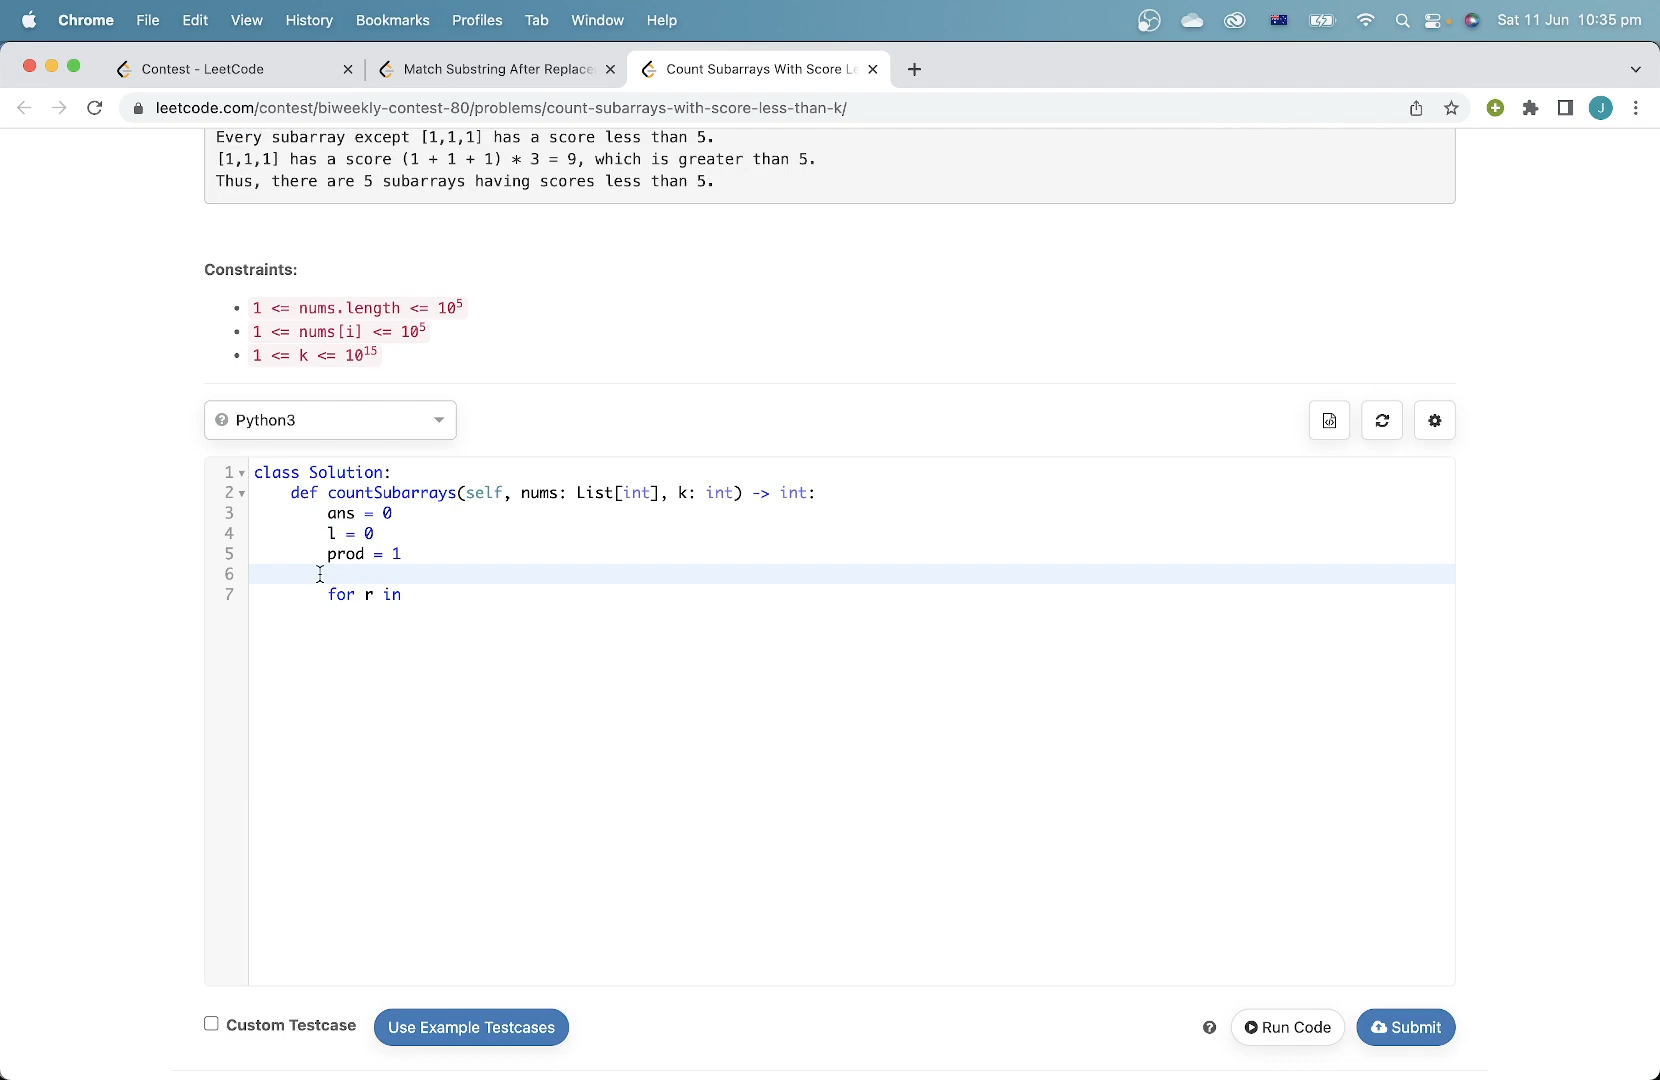 Chrome File Edit View History Bookmarks Profiles Tab Window Help Sat 11 Jun 10:35 pm
Contest - LeetCode Match Substring After Replace Count Subarrays With Score Le
leetcode.com/contest/biweekly-contest-80/problems/count-subarrays-with-score-less-than-k/ J
Every subarray except [1,1,1] has a score less than 5.
[1,1,1] has a score (1 + 1 + 1) * 3 = 9, which is greater than 5.
Thus, there are 5 subarrays having scores less than 5.
Constraints:
• 1 <= nums.length <= 10⁵
• 1 <= nums[i] <= 10⁵
• 1 <= k <= 10¹⁵
Python3
1 class Solution:
2 def countSubarrays(self, nums: List[int], k: int) -> int:
3 ans = 0
4 l = 0
5 prod = 1
6
7 for r in
Custom Testcase Use Example Testcases Run Code Submit